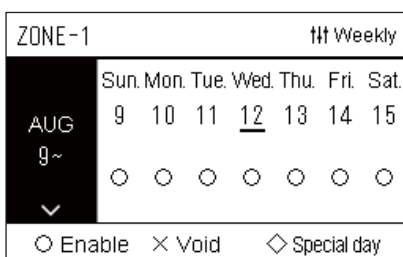 ZONE-1 Weekly
Sun. Mon. Tue. Wed. Thu. Fri. Sat.
AUG 9~
9 10 11 12 13 14 15
○ ○ ○ ○ ○ ○ ○
○ Enable × Void ◇ Special day